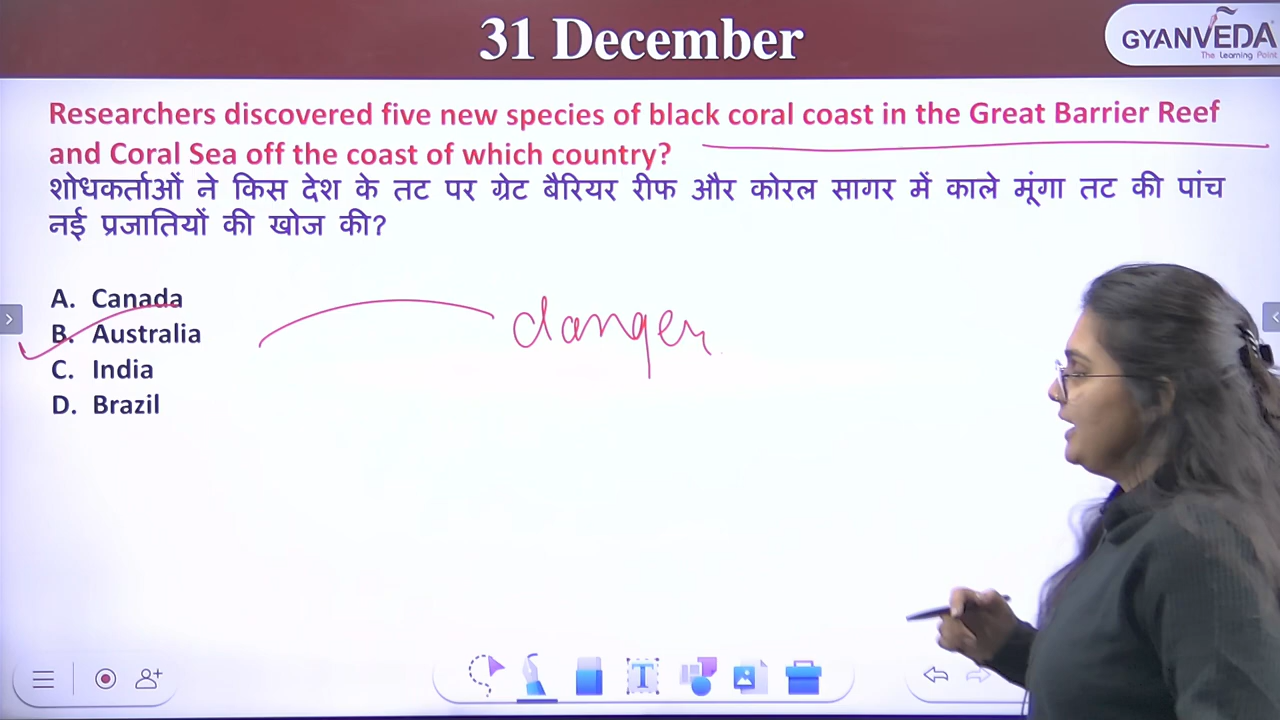 31 December
GYANVEDA
The Learning Point
Researchers discovered five new species of black coral coast in the Great Barrier Reef
and Coral Sea off the coast of which country?
शोधकर्ताओं ने किस देश के तट पर ग्रेट बैरियर रीफ और कोरल सागर में काले मूंगा तट की पांच
नई प्रजातियों की खोज की?
A. Canada
B. Australia
C. India
D. Brazil
danger
T